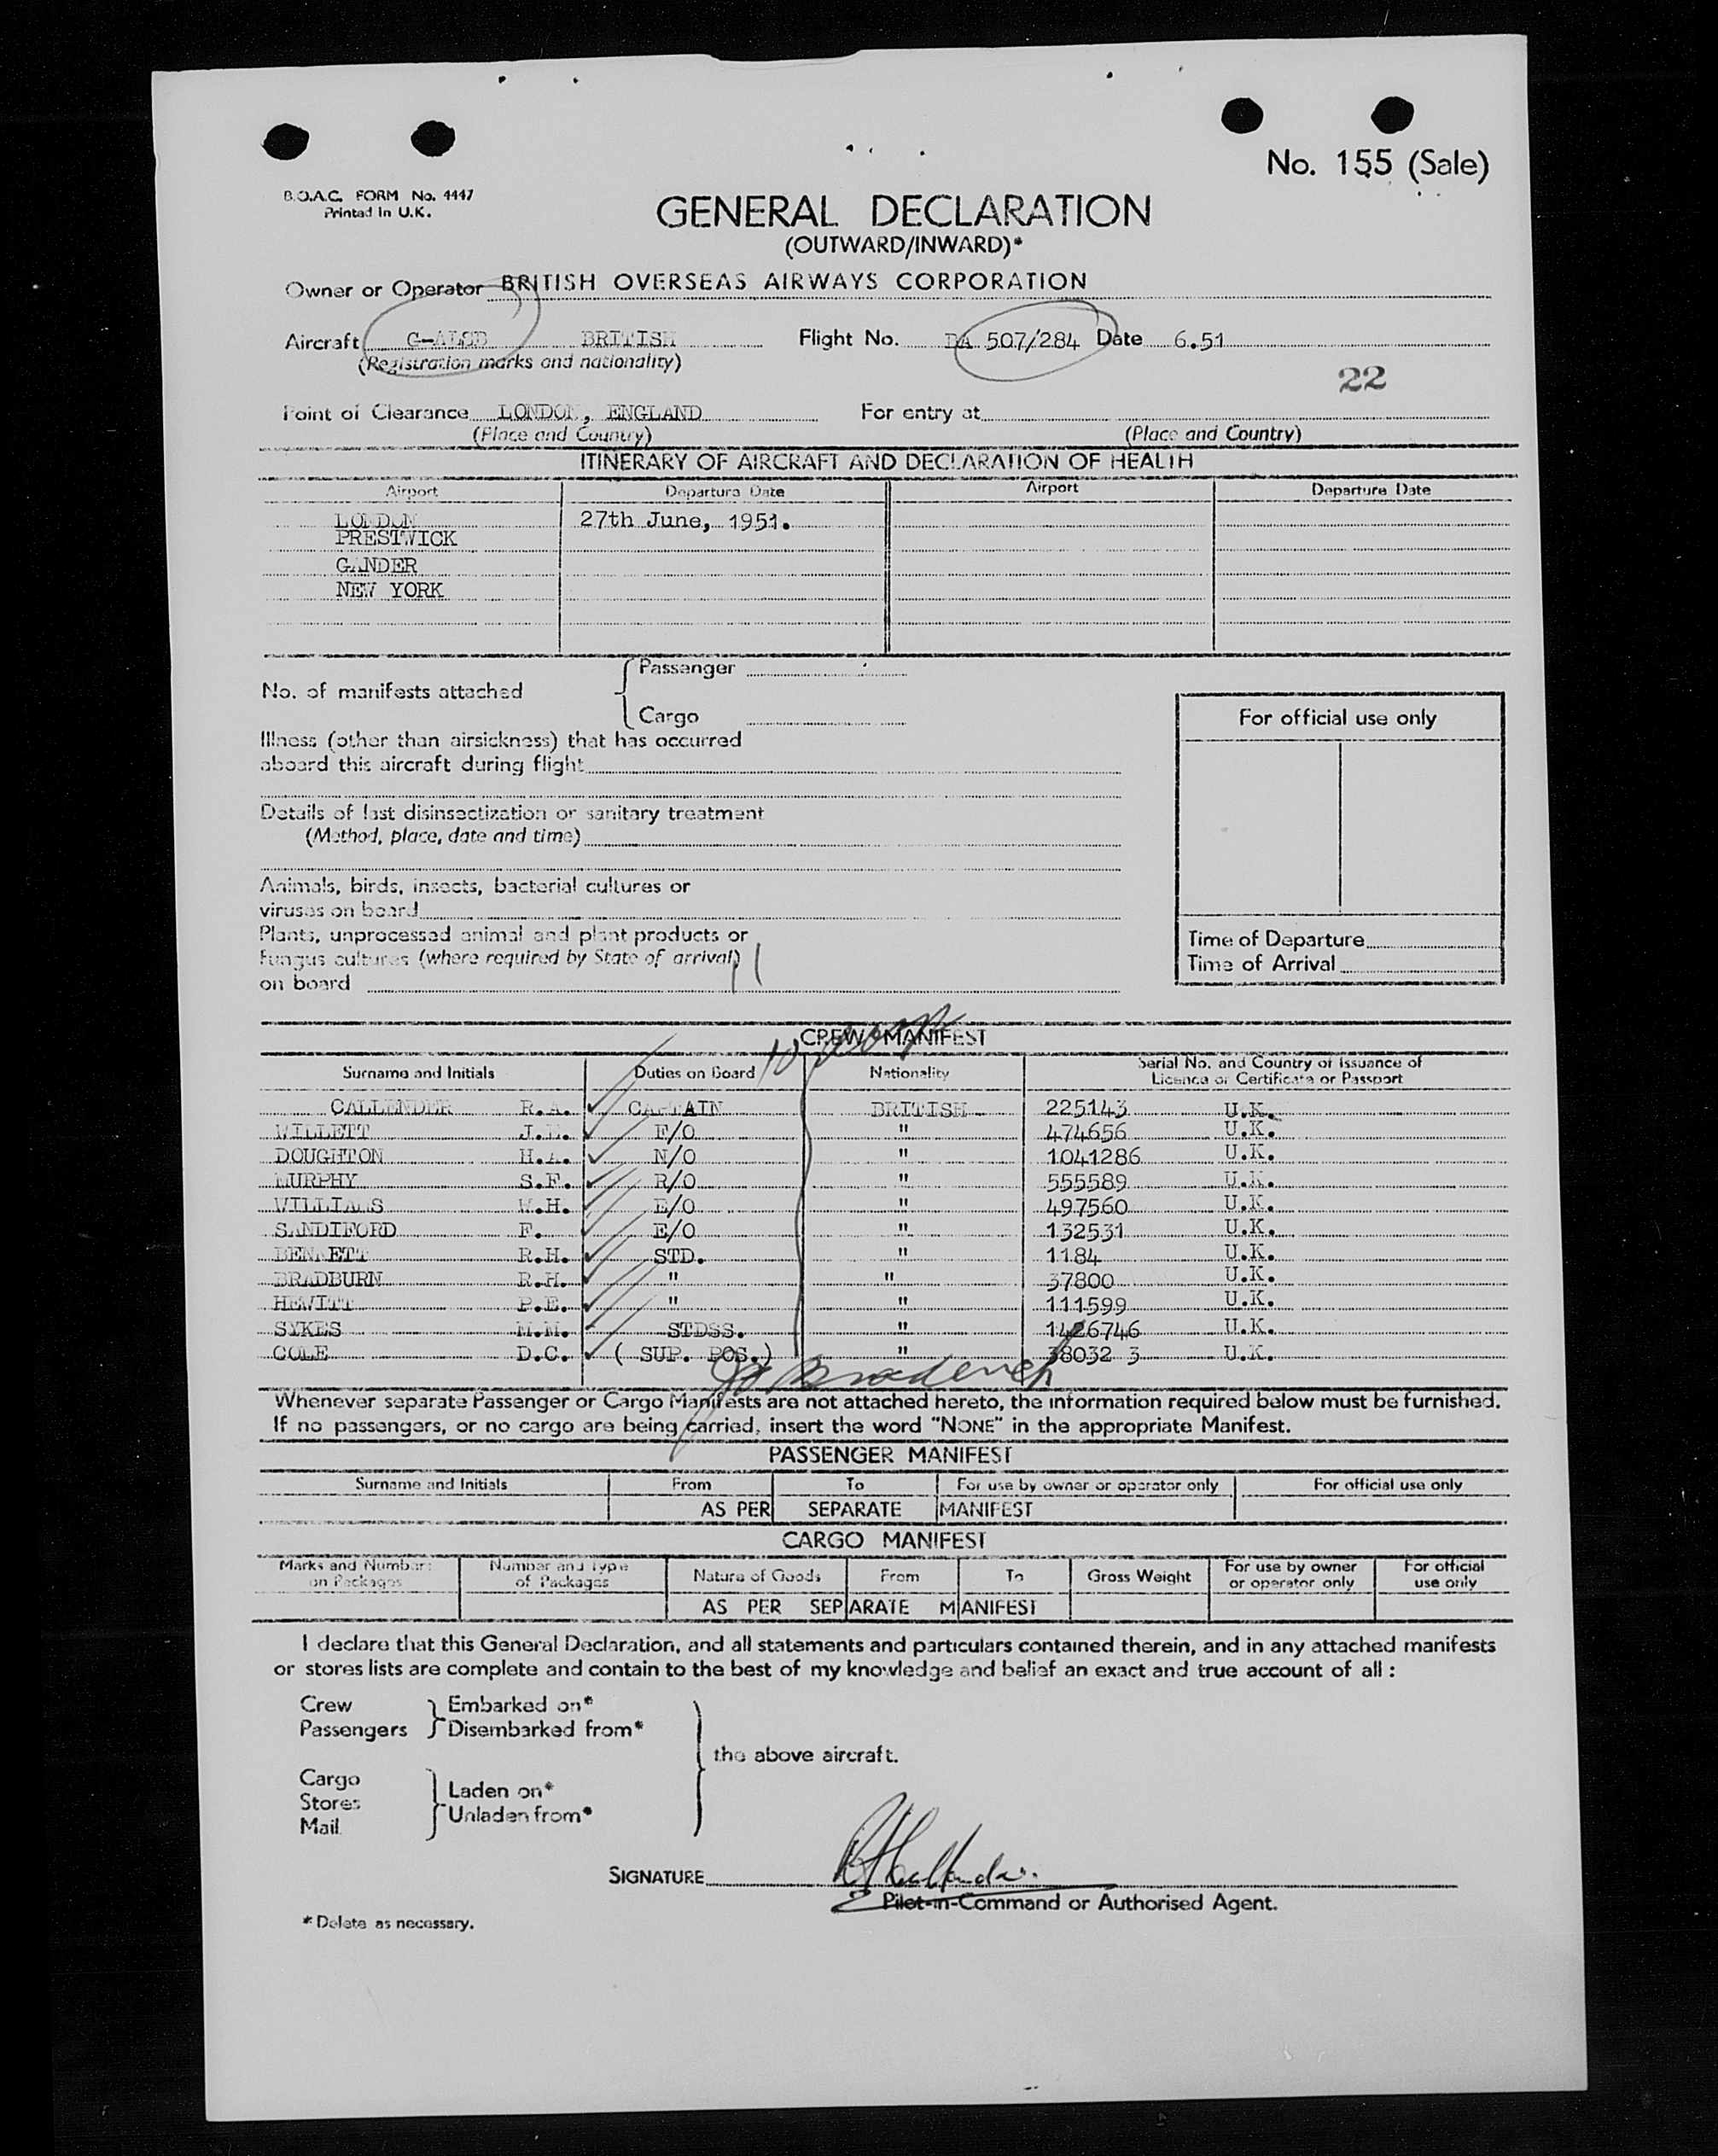 No. 155 (Sale)
B.O.A.C. FORM No. 4447
Printed in U.K.
GENERAL DECLARATION
(OUTWARD/INWARD)*
Owner or Operator BRITISH OVERSEAS AIRWAYS CORPORATION
Aircraft G-ALSB BRITISH Flight No. BA 507/284 Date 6.51
(Registration marks and nationality)
22
Point of Clearance LONDON, ENGLAND For entry at
(Place and Country) (Place and Country)
ITINERARY OF AIRCRAFT AND DECLARATION OF HEALTH
Airport Departure Date Airport Departure Date
LONDON 27th June, 1951.
PRESTWICK
GANDER
NEW YORK
No. of manifests attached { Passenger
Cargo
For official use only
Illness (other than airsickness) that has occurred
aboard this aircraft during flight
Details of last disinsectization or sanitary treatment
(Method, place, date and time)
Animals, birds, insects, bacterial cultures or
viruses on board
Plants, unprocessed animal and plant products or
fungus cultures (where required by State of arrival)
on board
Time of Departure
Time of Arrival
CREW MANIFEST
Surname and Initials Duties on Board Nationality Serial No. and Country of Issuance of
Licence or Certificate or Passport
CALLENDER R.A. CAPTAIN BRITISH 225143 U.K.
WILLETT J. F/O " 474656 U.K.
DOUGHTON H.A. N/O " 1041286 U.K.
MURPHY S.F. R/O " 555589 U.K.
WILLIAMS W.H. E/O " 497560 U.K.
SANDIFORD F. E/O " 132531 U.K.
BENNETT R.H. STD. " 1184 U.K.
BRADBURN R.H. " " 37800 U.K.
HEWITT P.E. " " 111599 U.K.
SYKES M.M. STDSS. " 1426746 U.K.
COLE D.C. ( SUP. POS.) " 38032 3 U.K.
Whenever separate Passenger or Cargo Manifests are not attached hereto, the information required below must be furnished.
If no passengers, or no cargo are being carried, insert the word "NONE" in the appropriate Manifest.
PASSENGER MANIFEST
Surname and Initials From To For use by owner or operator only For official use only
AS PER SEPARATE MANIFEST
CARGO MANIFEST
Marks and Numbers on Packages Number and Type of Packages Nature of Goods From To Gross Weight For use by owner or operator only For official use only
AS PER SEPARATE MANIFEST
I declare that this General Declaration, and all statements and particulars contained therein, and in any attached manifests
or stores lists are complete and contain to the best of my knowledge and belief an exact and true account of all :
Crew } Embarked on*
Passengers } Disembarked from*
the above aircraft.
Cargo
Stores } Laden on*
Mail } Unladen from*
SIGNATURE
Pilot-in-Command or Authorised Agent.
* Delete as necessary.